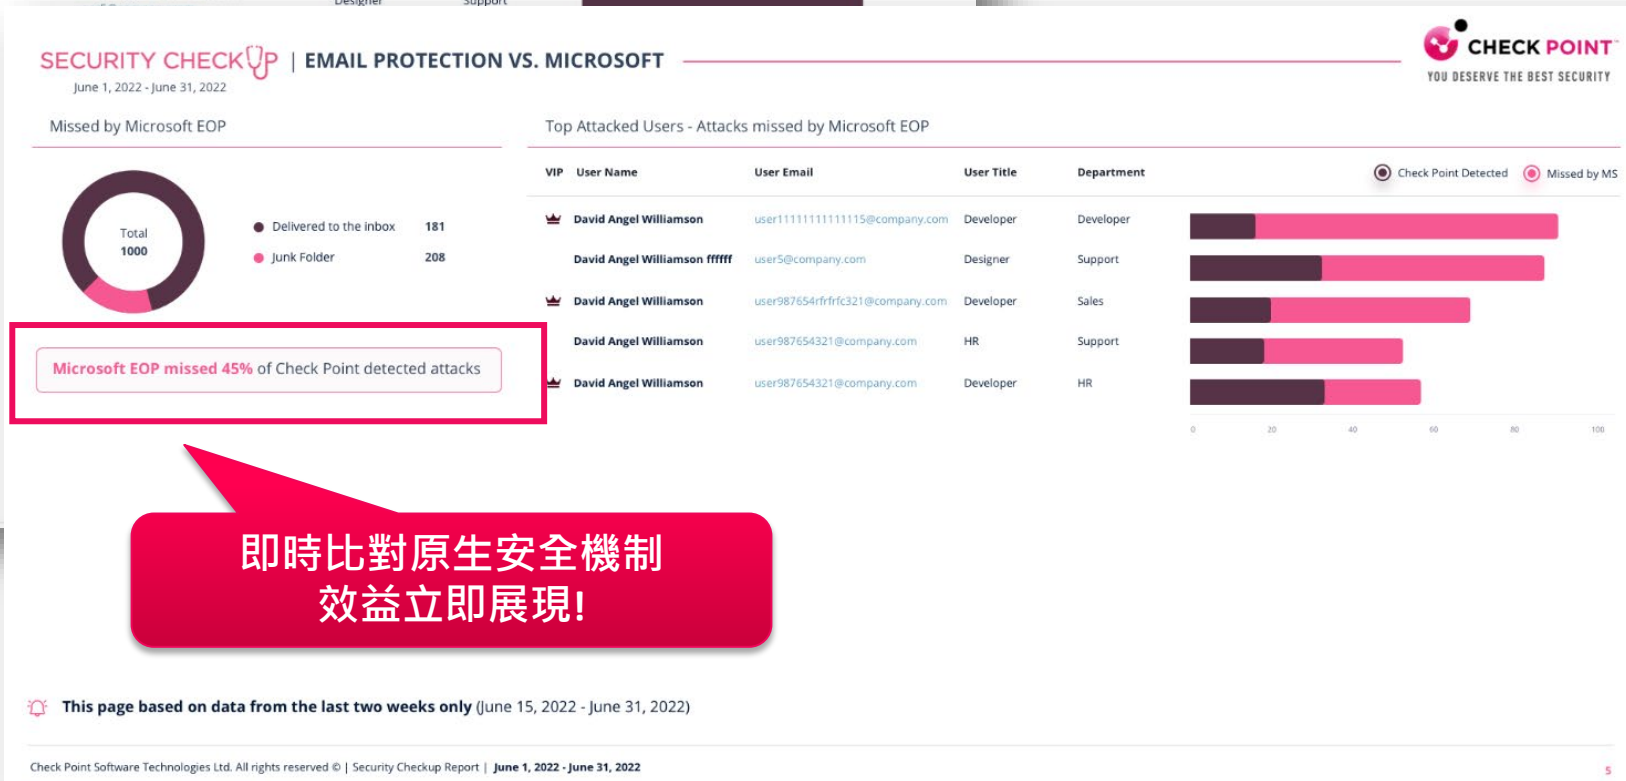 Designer Support
SECURITY CHECKUP | EMAIL PROTECTION VS. MICROSOFT
June 1, 2022 - June 31, 2022
CHECK POINT™
YOU DESERVE THE BEST SECURITY
Missed by Microsoft EOP
Total
1000
Delivered to the inbox 181
Junk Folder 208
Microsoft EOP missed 45% of Check Point detected attacks
Top Attacked Users - Attacks missed by Microsoft EOP
VIP User Name User Email User Title Department
Check Point Detected Missed by MS
David Angel Williamson user11111111111115@company.com Developer Developer
David Angel Williamson ffffff user5@company.com Designer Support
David Angel Williamson user987654rfrfrfc321@company.com Developer Sales
David Angel Williamson user987654321@company.com HR Support
David Angel Williamson user987654321@company.com Developer HR
0 20 40 60 80 100
即時比對原生安全機制
效益立即展現!
This page based on data from the last two weeks only (June 15, 2022 - June 31, 2022)
Check Point Software Technologies Ltd. All rights reserved © | Security Checkup Report | June 1, 2022 - June 31, 2022
5